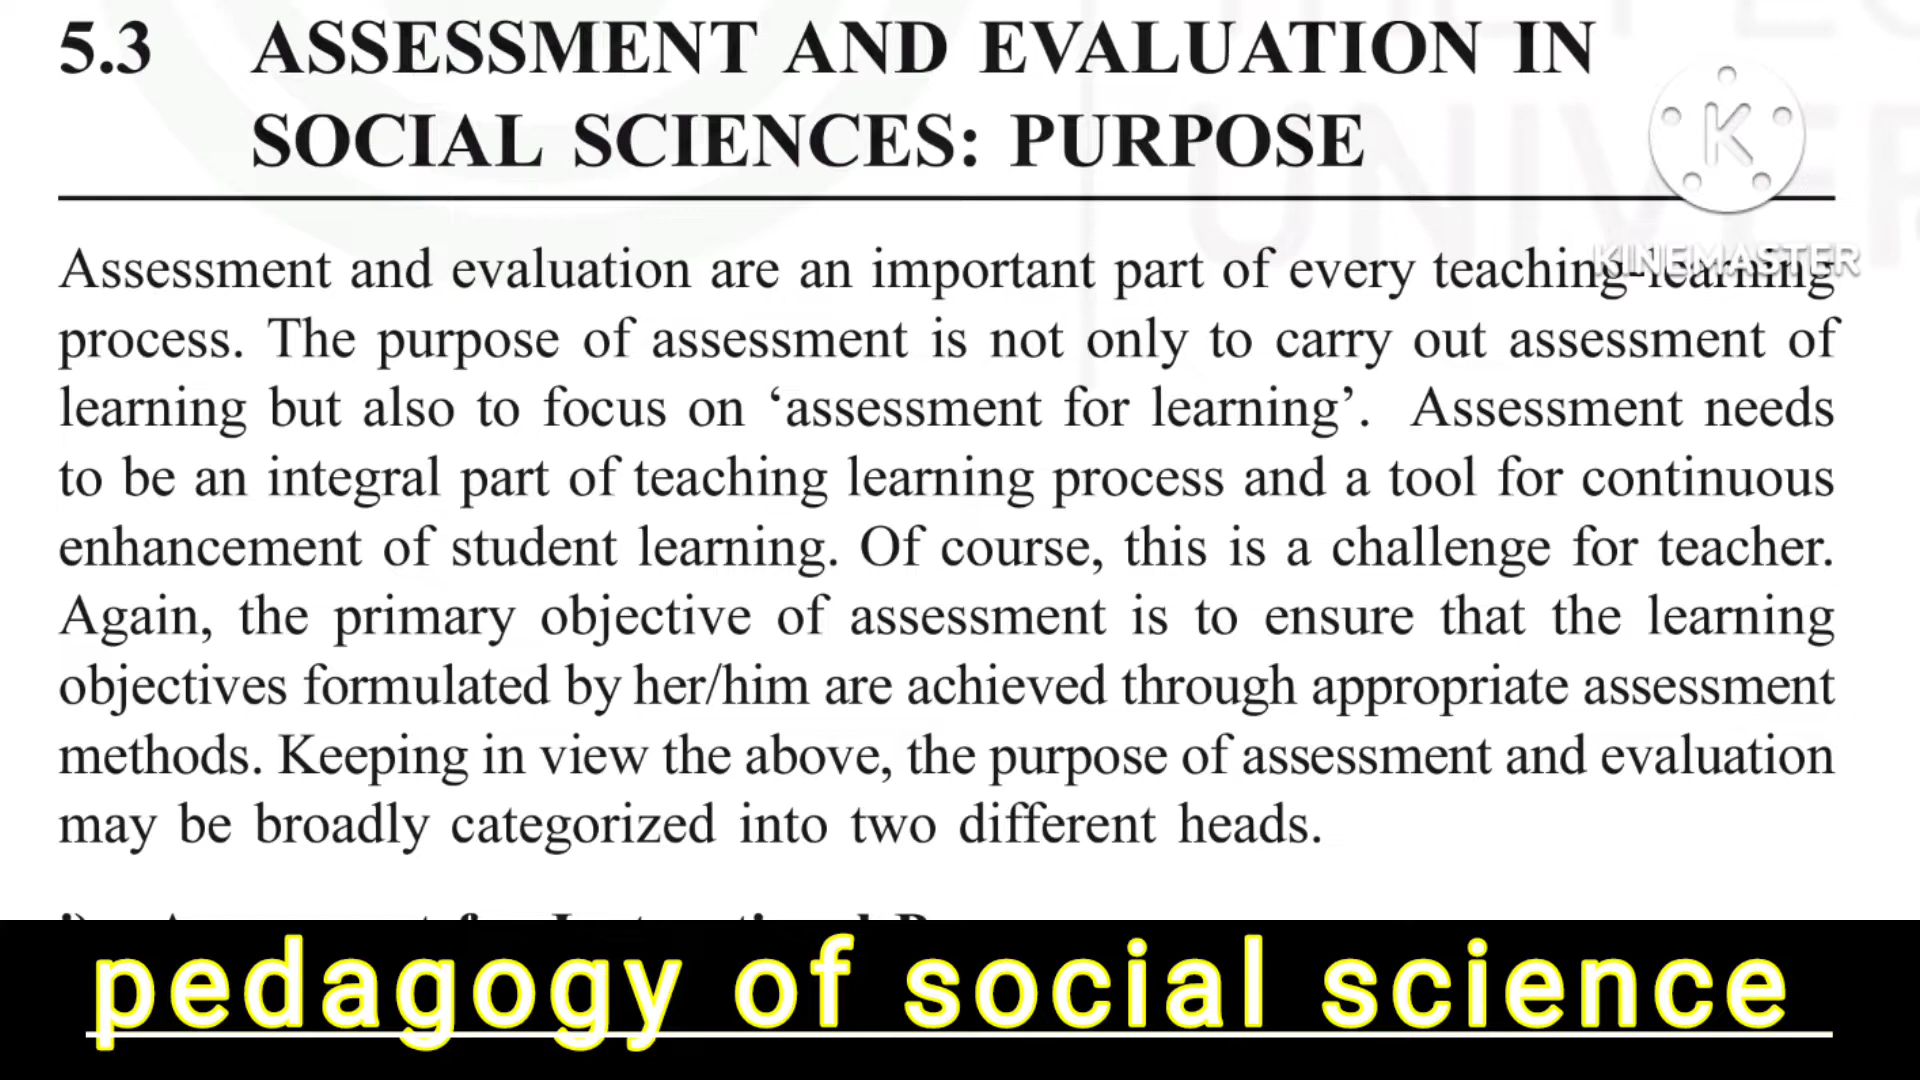 5.3 ASSESSMENT AND EVALUATION IN
SOCIAL SCIENCES: PURPOSE
K
KINEMASTER
Assessment and evaluation are an important part of every teaching-learning
process. The purpose of assessment is not only to carry out assessment of
learning but also to focus on ‘assessment for learning’. Assessment needs
to be an integral part of teaching learning process and a tool for continuous
enhancement of student learning. Of course, this is a challenge for teacher.
Again, the primary objective of assessment is to ensure that the learning
objectives formulated by her/him are achieved through appropriate assessment
methods. Keeping in view the above, the purpose of assessment and evaluation
may be broadly categorized into two different heads.
pedagogy of social science